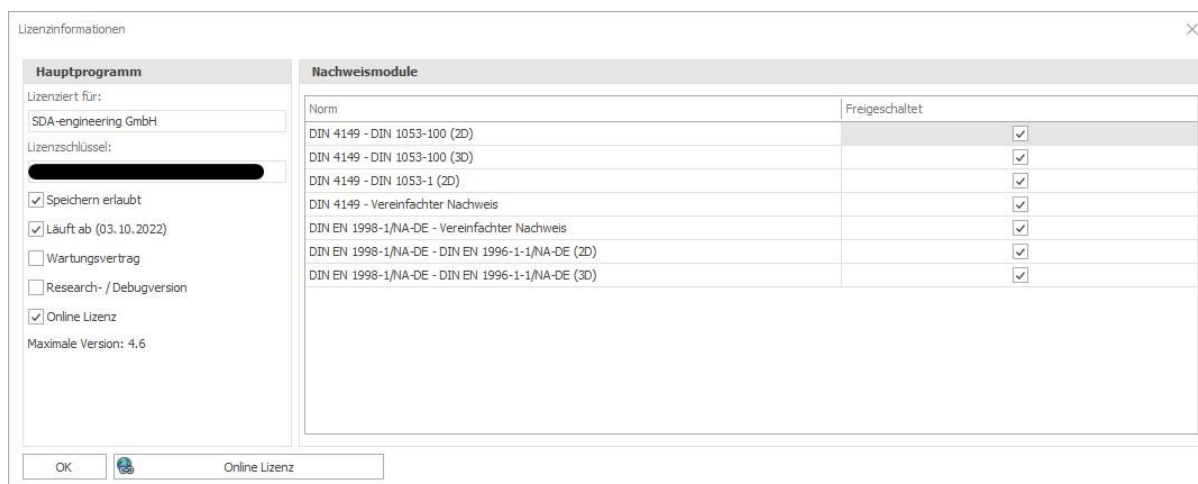 Lizenzinformationen
Hauptprogramm
Lizenziert für:
SDA-engineering GmbH
Lizenzschlüssel:
Speichern erlaubt
Läuft ab (03.10.2022)
Wartungsvertrag
Research- / Debugversion
Online Lizenz
Maximale Version: 4.6
Nachweismodule
Norm Freigeschaltet
DIN 4149 - DIN 1053-100 (2D)
DIN 4149 - DIN 1053-100 (3D)
DIN 4149 - DIN 1053-1 (2D)
DIN 4149 - Vereinfachter Nachweis
DIN EN 1998-1/NA-DE - Vereinfachter Nachweis
DIN EN 1998-1/NA-DE - DIN EN 1996-1-1/NA-DE (2D)
DIN EN 1998-1/NA-DE - DIN EN 1996-1-1/NA-DE (3D)
OK Online Lizenz